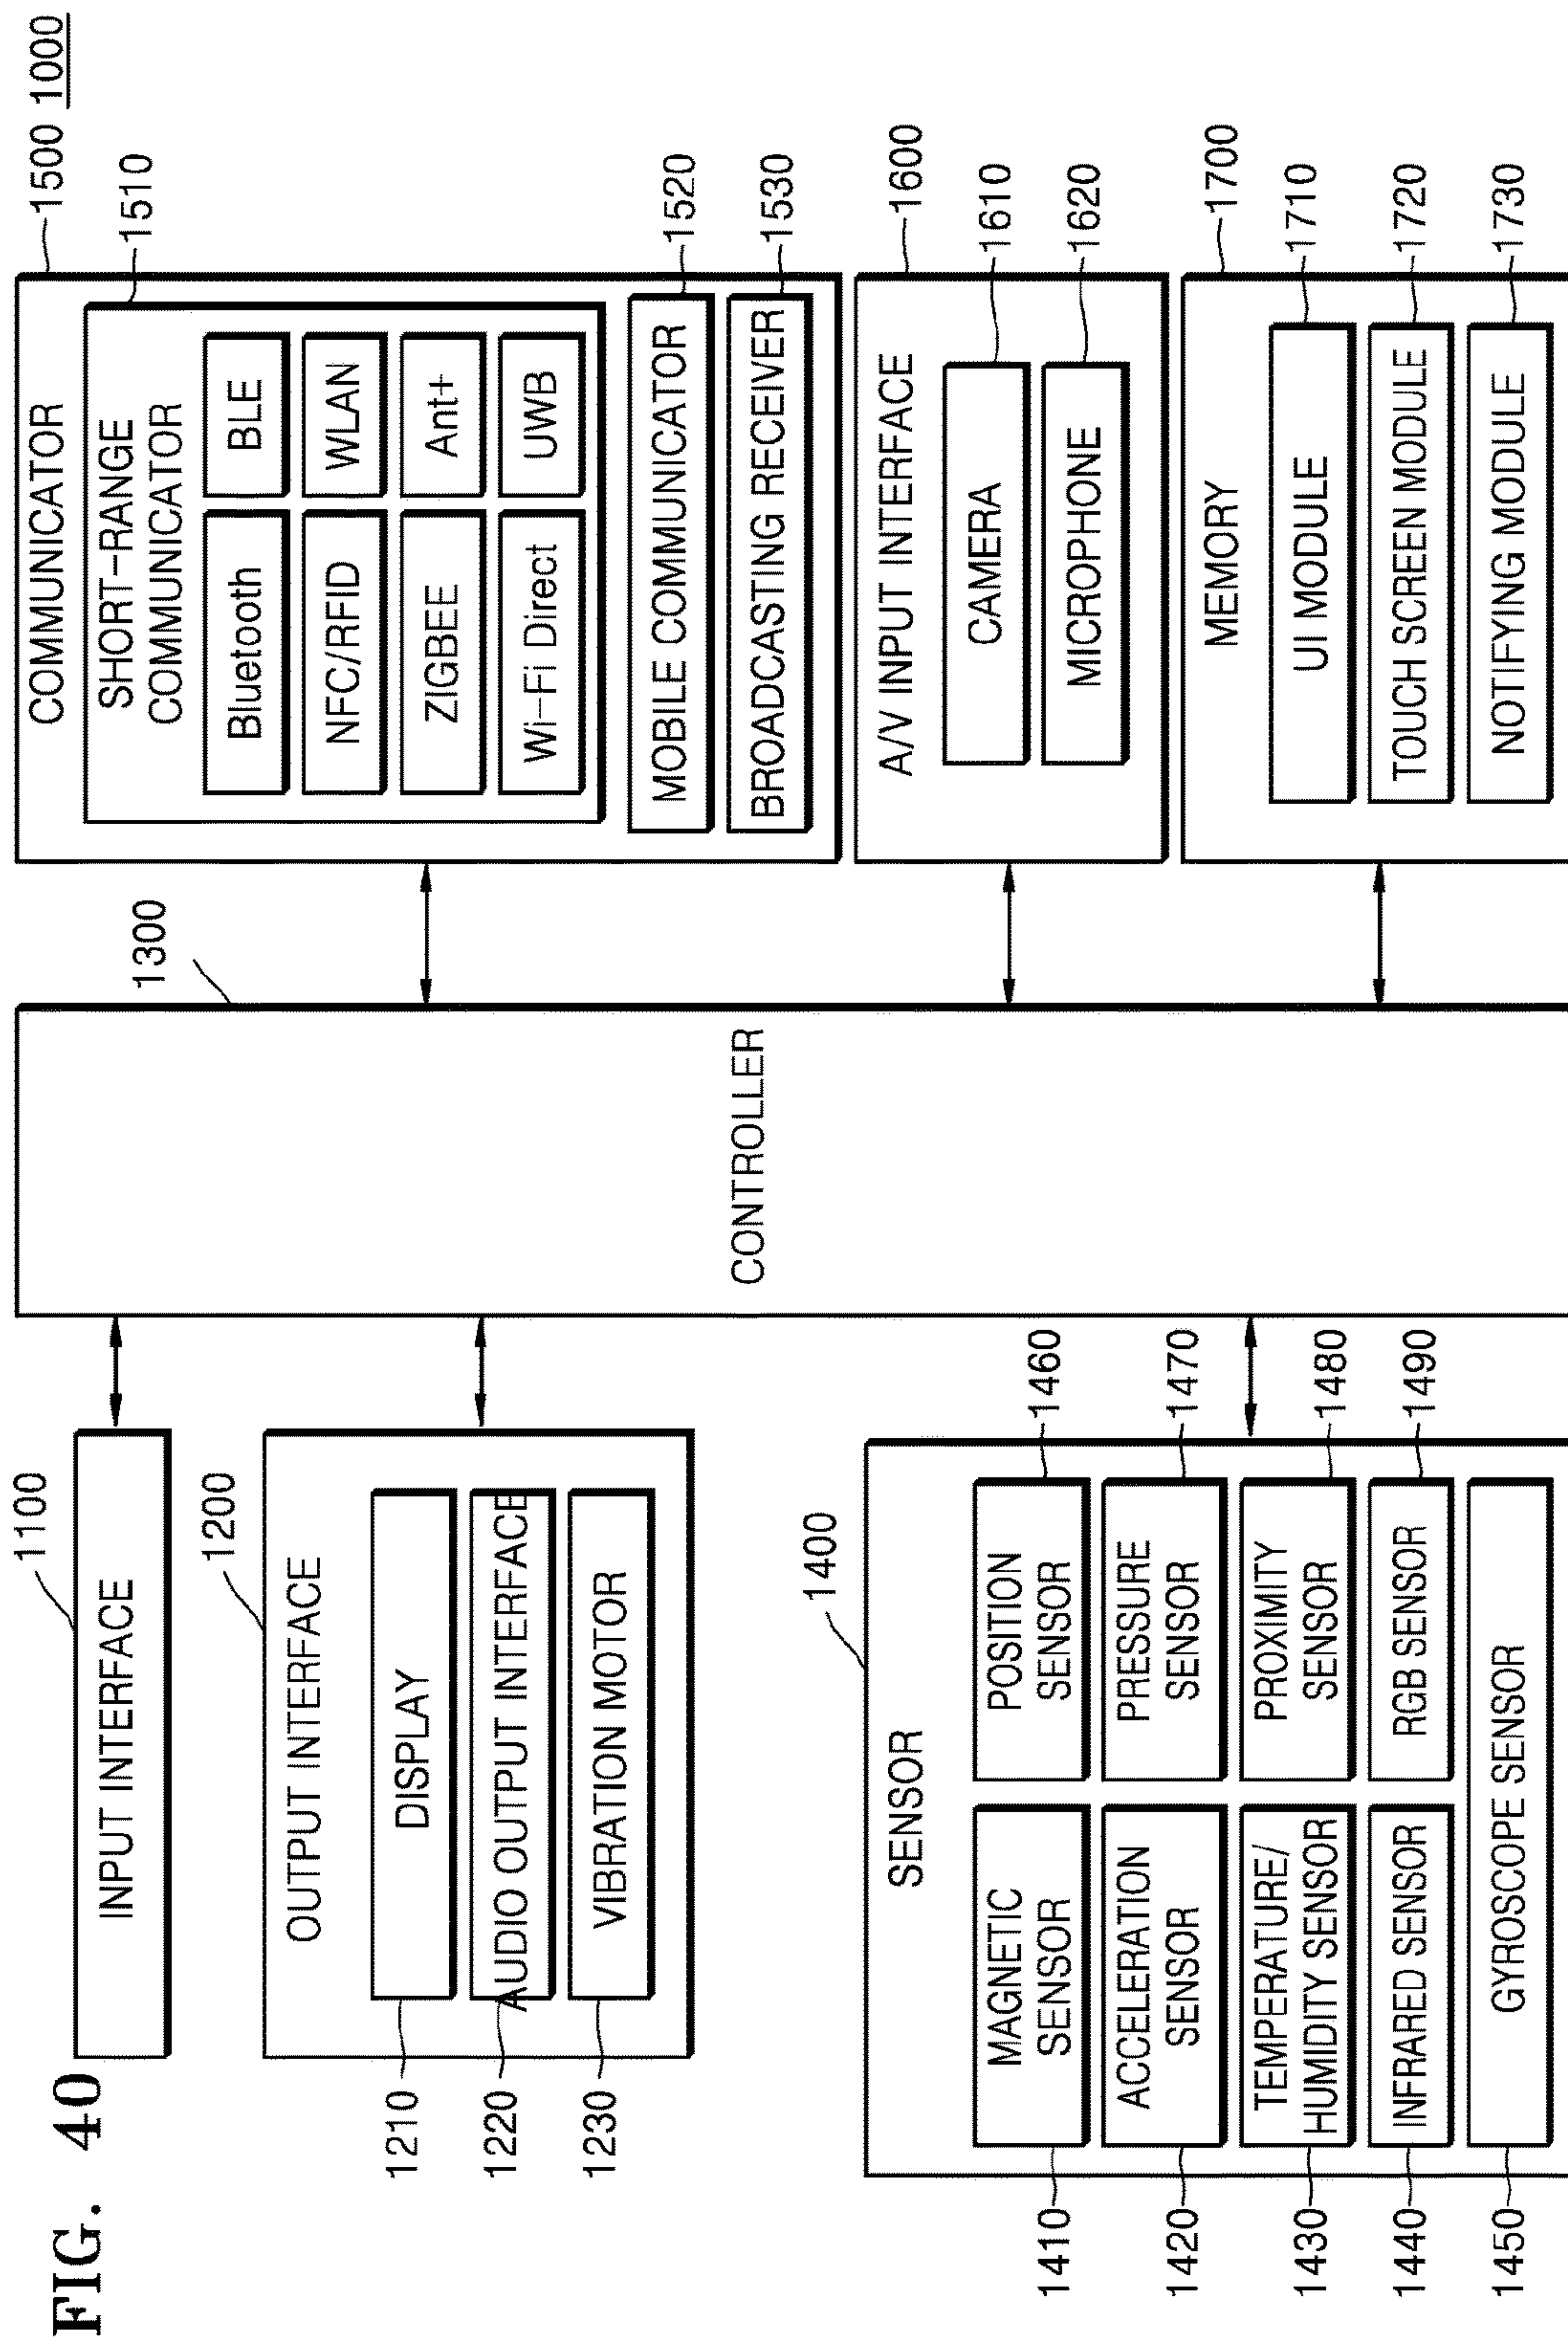 FIG. 40
1000
1100
INPUT INTERFACE
1200
OUTPUT INTERFACE
1210
DISPLAY
1220
AUDIO OUTPUT INTERFACE
1230
VIBRATION MOTOR
1400
SENSOR
1410
MAGNETIC
SENSOR
POSITION
SENSOR
1460
1420
ACCELERATION
SENSOR
PRESSURE
SENSOR
1470
1430
TEMPERATURE/
HUMIDITY SENSOR
PROXIMITY
SENSOR
1480
1440
INFRARED SENSOR
RGB SENSOR
1490
1450
GYROSCOPE SENSOR
1300
CONTROLLER
1500
COMMUNICATOR
1510
SHORT-RANGE
COMMUNICATOR
Bluetooth
BLE
NFC/RFID
WLAN
ZIGBEE
Ant+
Wi-Fi Direct
UWB
MOBILE COMMUNICATOR
1520
BROADCASTING RECEIVER
1530
1600
A/V INPUT INTERFACE
CAMERA
1610
MICROPHONE
1620
1700
MEMORY
UI MODULE
1710
TOUCH SCREEN MODULE
1720
NOTIFYING MODULE
1730